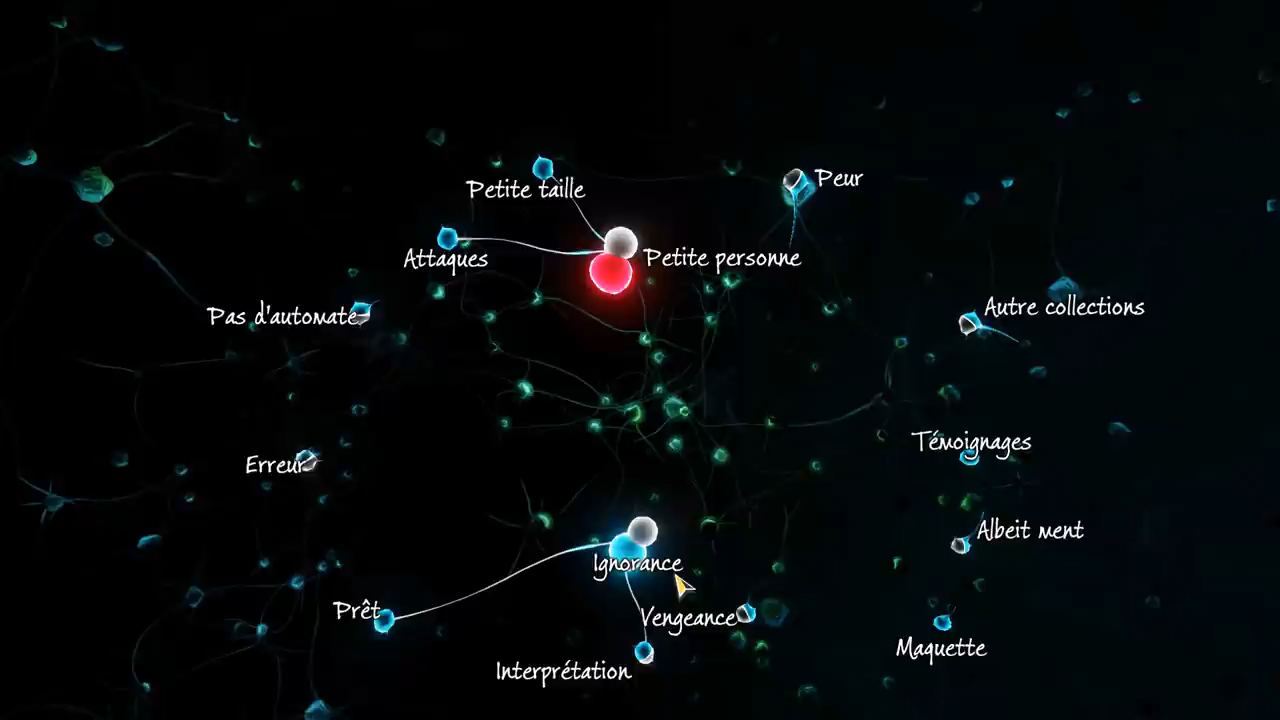 Peur
Petite taille
Attaques
Petite personne
Autre collections
Pas d'automate
Témoignages
Erreur
Albeit ment
Ignorance
Prêt
Vengeance
Maquette
Interprétation